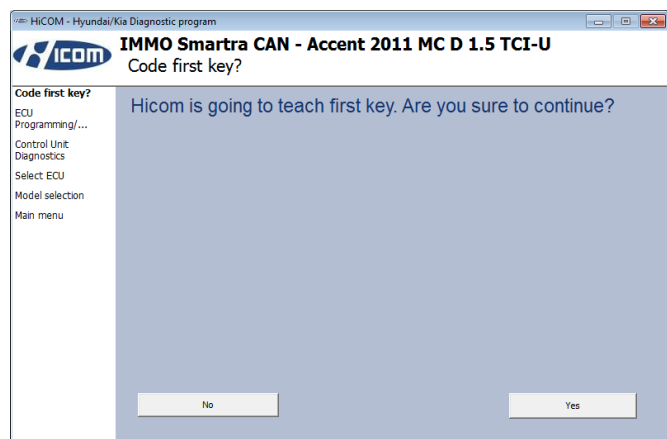 HiCOM - Hyundai/Kia Diagnostic program
Hicom
IMMO Smartra CAN - Accent 2011 MC D 1.5 TCI-U
Code first key?
Code first key?
ECU
Programming/...
Control Unit
Diagnostics
Select ECU
Model selection
Main menu
Hicom is going to teach first key. Are you sure to continue?
No
Yes